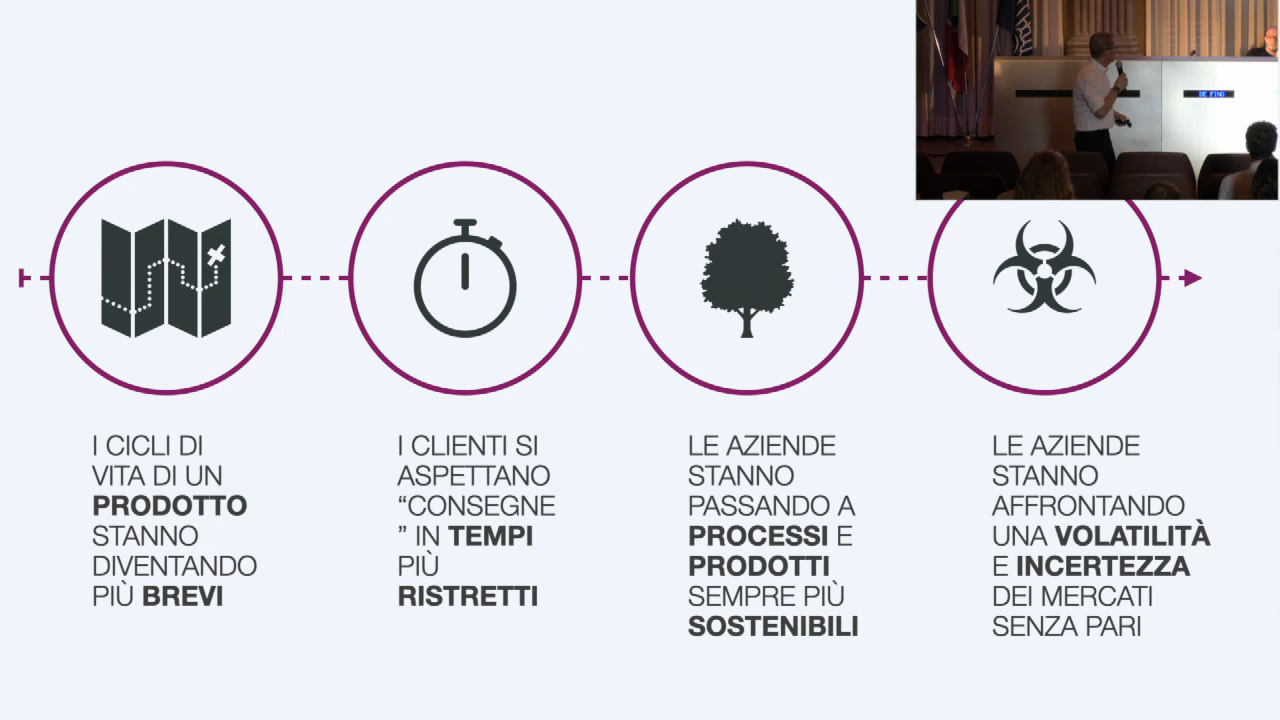 I CICLI DI
VITA DI UN
PRODOTTO
STANNO
DIVENTANDO
PIÙ BREVI
I CLIENTI SI
ASPETTANO
“CONSEGNE
” IN TEMPI
PIÙ
RISTRETTI
LE AZIENDE
STANNO
PASSANDO A
PROCESSI E
PRODOTTI
SEMPRE PIÙ
SOSTENIBILI
LE AZIENDE
STANNO
AFFRONTANDO
UNA VOLATILITÀ
E INCERTEZZA
DEI MERCATI
SENZA PARI